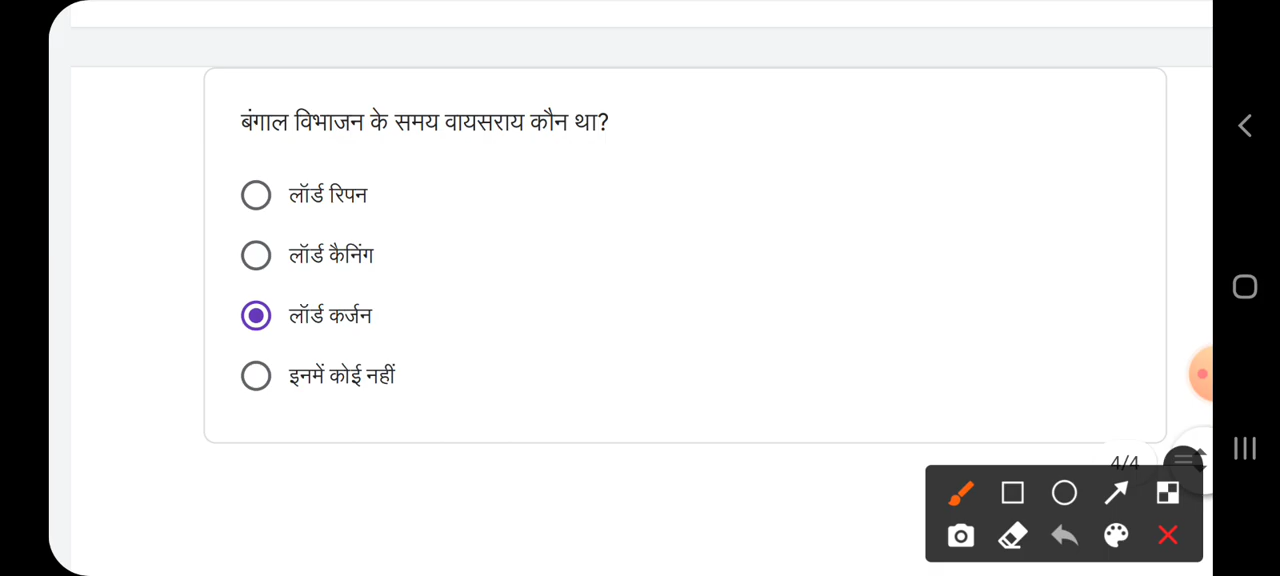 बंगाल विभाजन के समय वायसराय कौन था?
लॉर्ड रिपन
लॉर्ड कैनिंग
लॉर्ड कर्जन
इनमें कोई नहीं
4/4